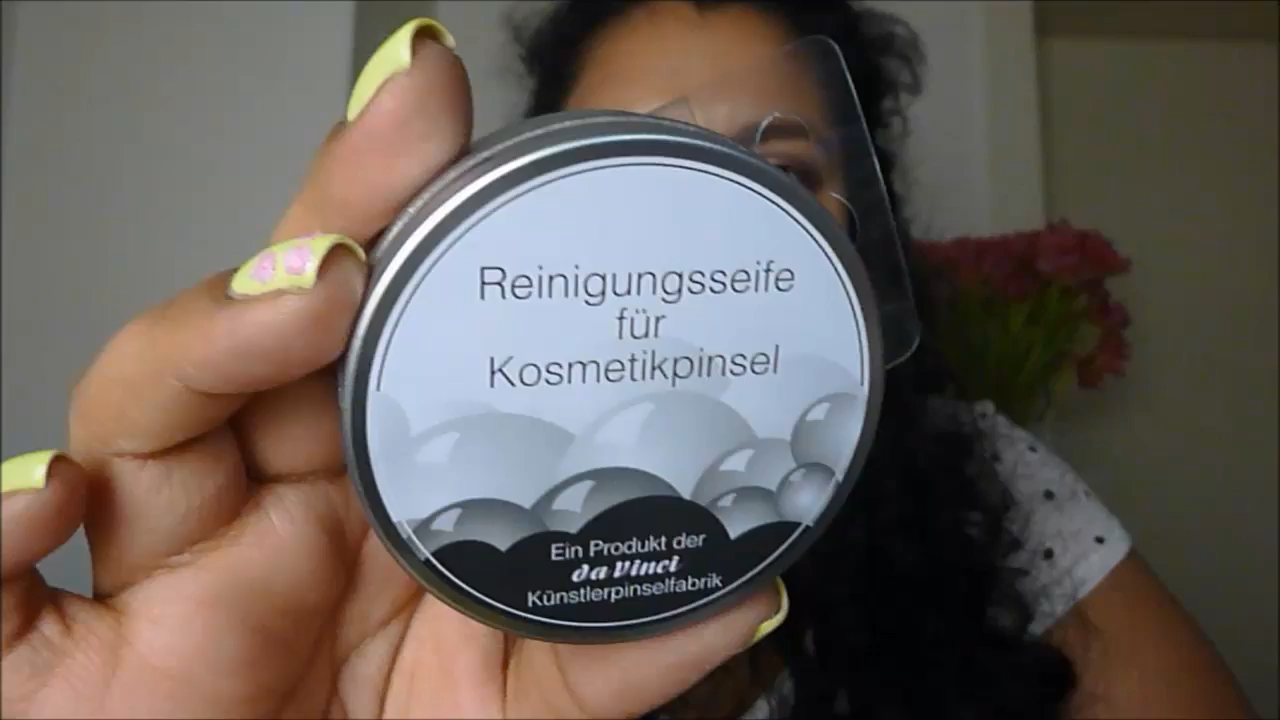 Reinigungsseife
für
Kosmetikpinsel
Ein Produkt der
da Vinci
Künstlerpinselfabrik